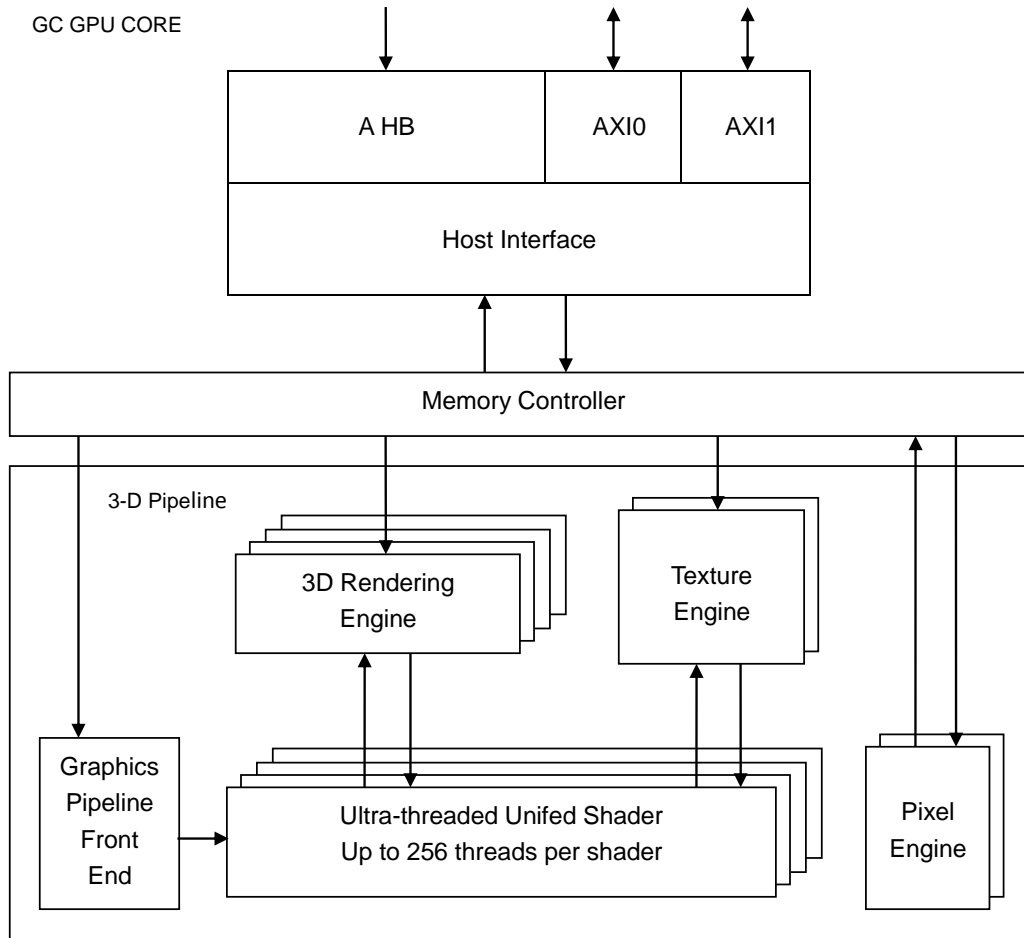 GC GPU CORE
A HB
AXI0
AXI1
Host Interface
Memory Controller
3-D Pipeline
3D Rendering
Engine
Texture
Engine
Graphics
Pipeline
Front
End
Ultra-threaded Unifed Shader
Up to 256 threads per shader
Pixel
Engine